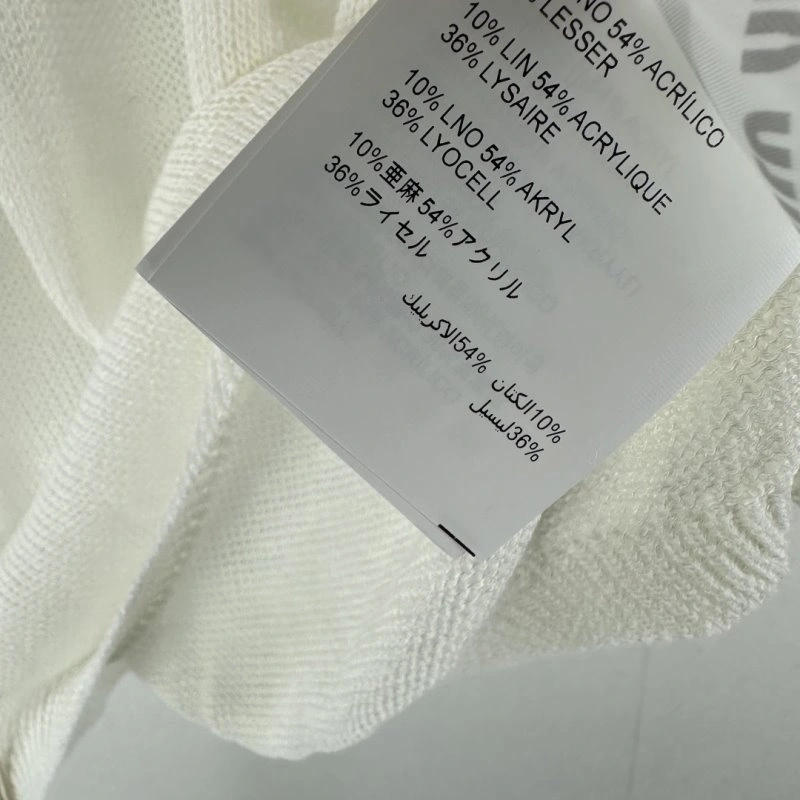 NO 54% ACRÍLICO
LESSER
10% LIN 54% ACRYLIQUE
36% LYSAIRE
10% LNO 54% AKRYL
36% LYOCELL
10%亜麻 54%アクリル
36%ライセル
10%الكتان 54%الاكريليك
36%ليسيل